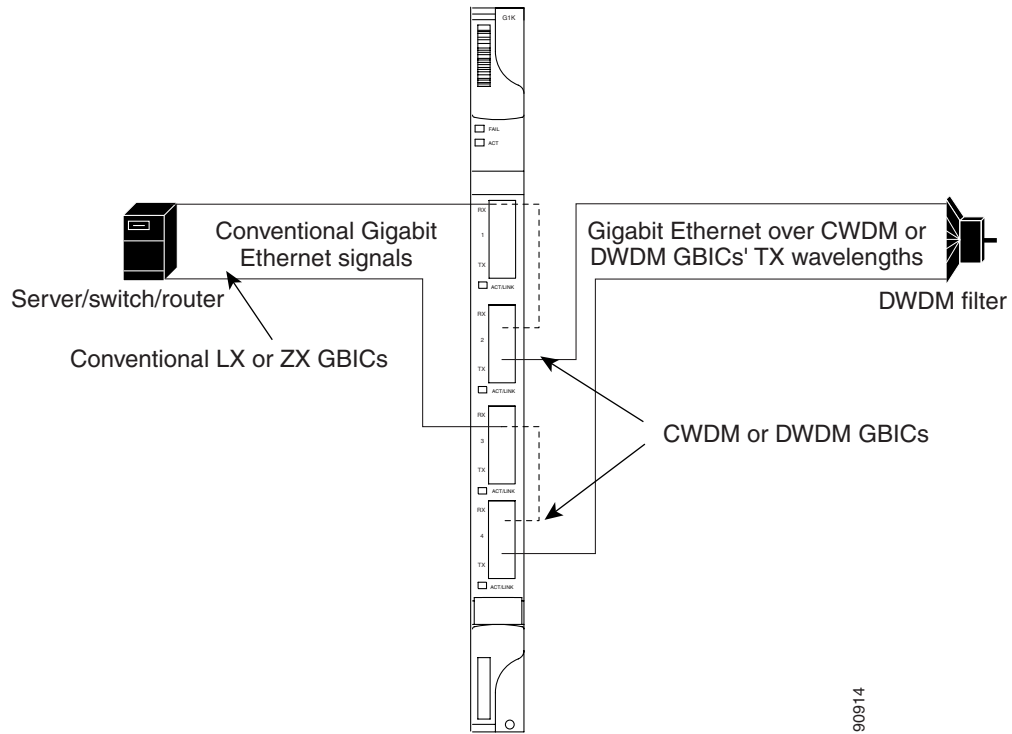 G1K
FAIL
ACT
RX
1
TX
ACT/LINK
RX
2
TX
ACT/LINK
RX
3
TX
ACT/LINK
RX
4
TX
ACT/LINK
Conventional Gigabit
Ethernet signals
Server/switch/router
Conventional LX or ZX GBICs
Gigabit Ethernet over CWDM or
DWDM GBICs' TX wavelengths
DWDM filter
CWDM or DWDM GBICs
90914